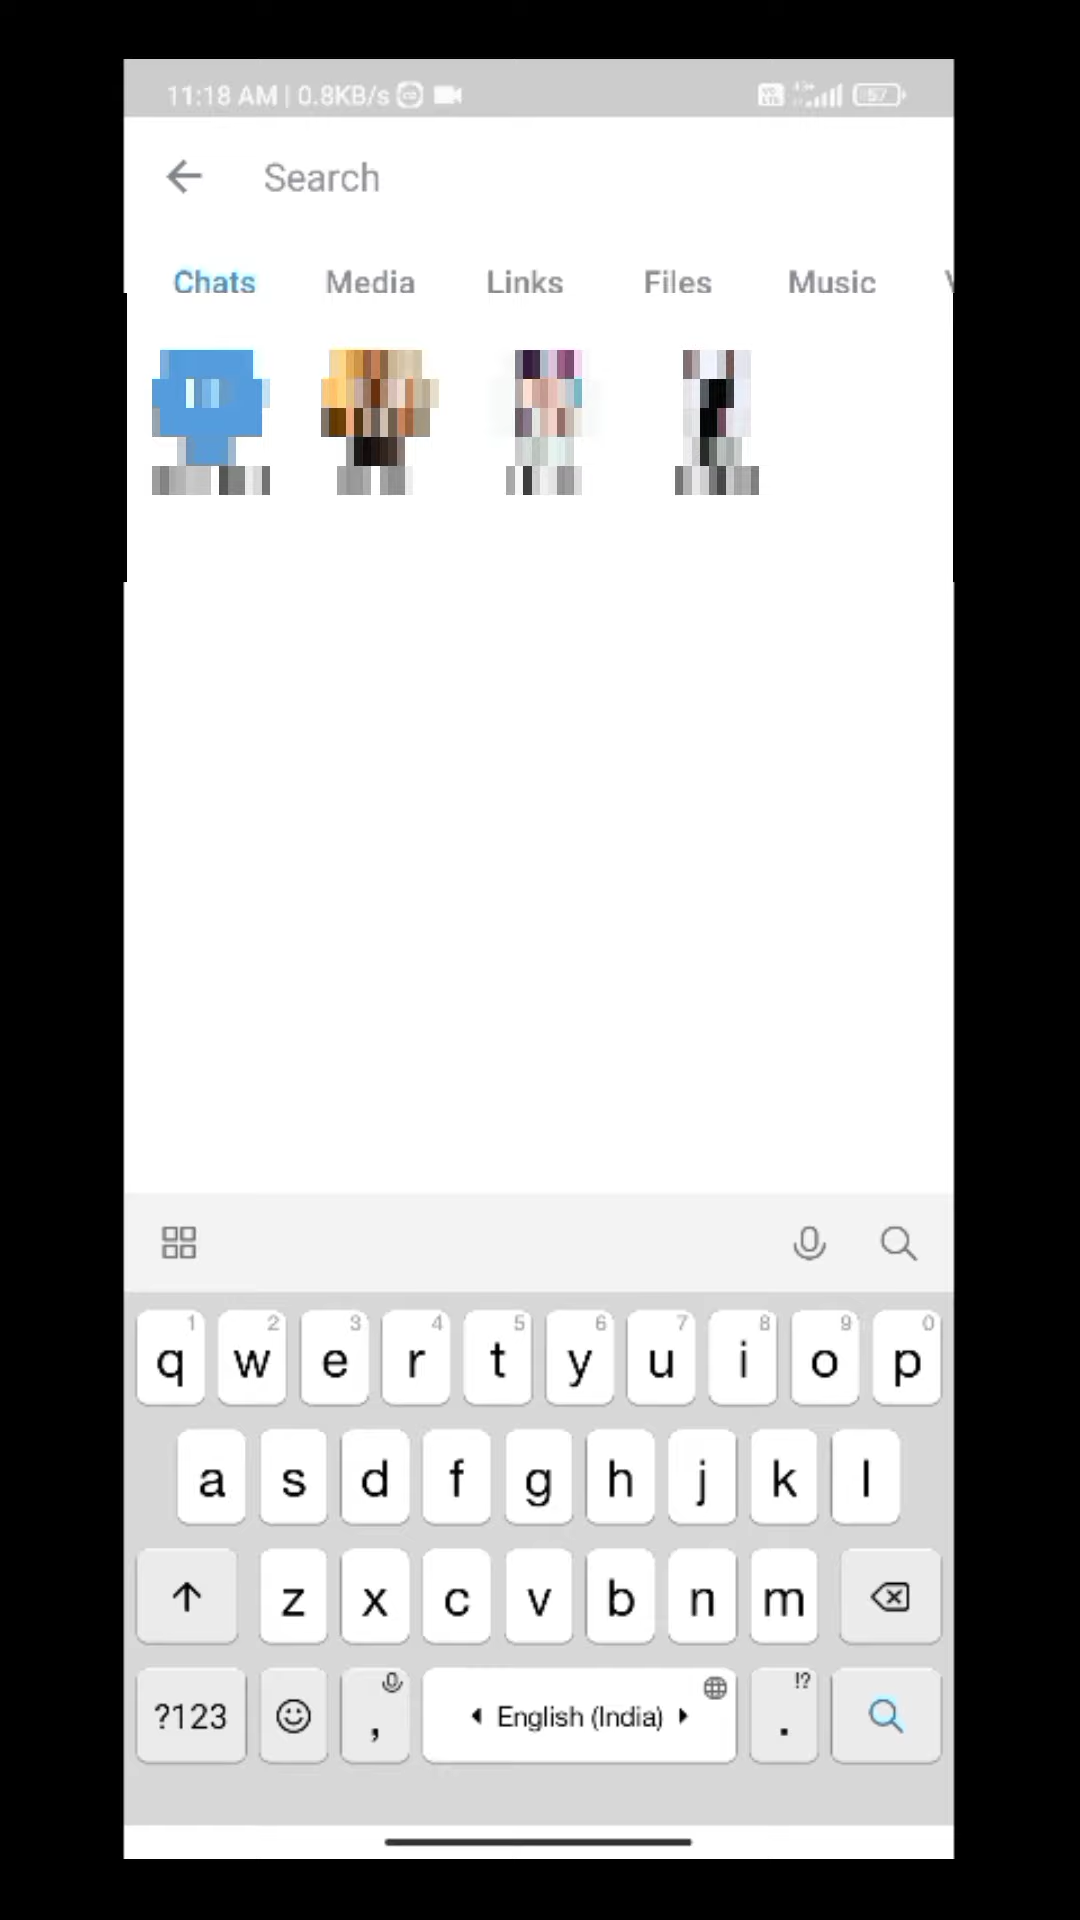 11:18 AM | 0.8KB/s 57
Search
Chats Media Links Files Music
1 2 3 4 5 6 7 8 9 0
q w e r t y u i o p
a s d f g h j k l
z x c v b n m
!?
?123 , English (India) .